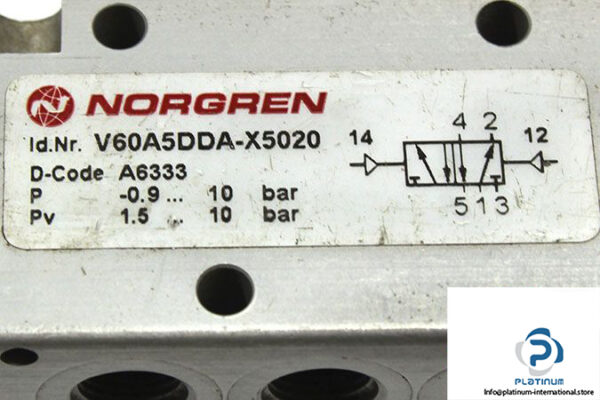 NORGREN
Id.Nr. V60A5DDA-X5020
D-Code A6333
P -0.9 ... 10 bar
Pv 1.5 ... 10 bar
14 4 2 12
5 1 3
PLATINUM
Info@platinum-international.store